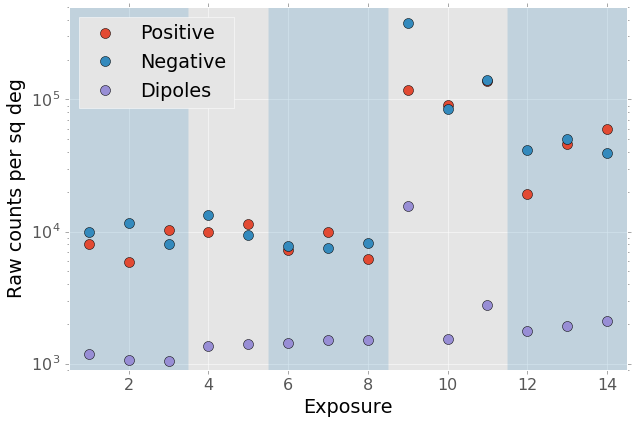 Positive
Negative
Dipoles
Raw counts per sq deg
10^5
10^4
10^3
2 4 6 8 10 12 14
Exposure